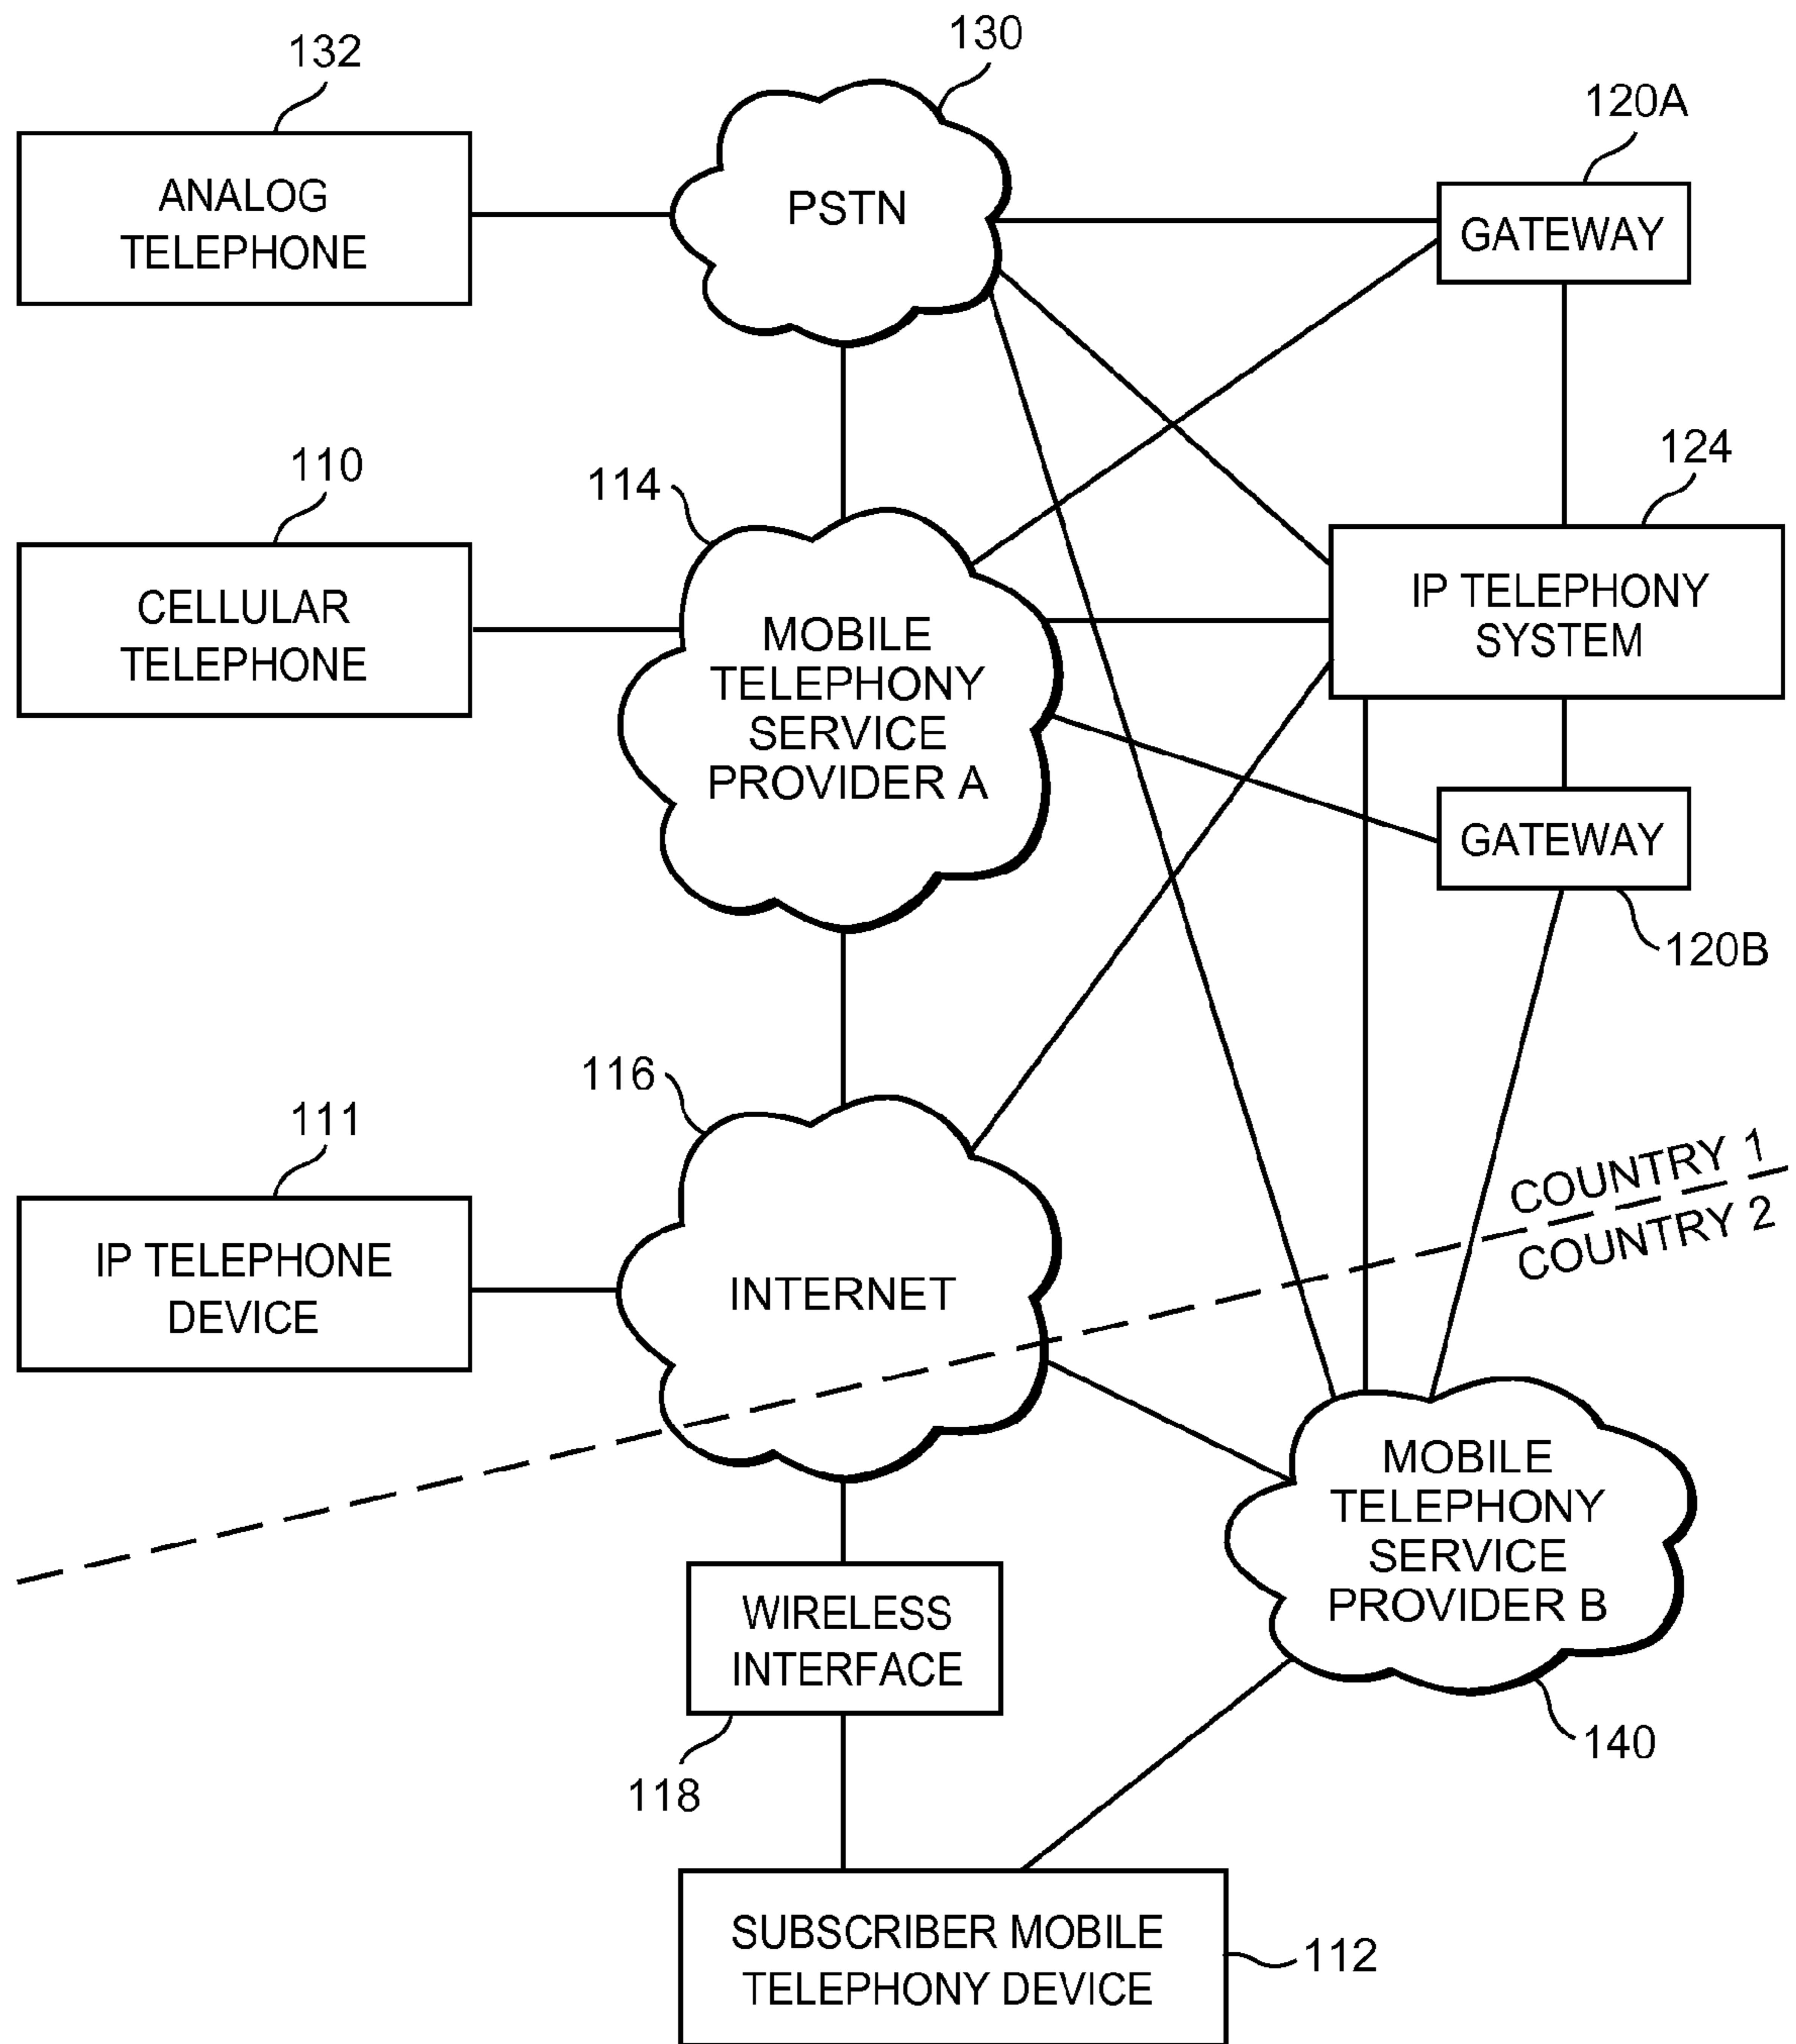 130
132
120A
ANALOG
TELEPHONE
PSTN
GATEWAY
110
114
124
CELLULAR
TELEPHONE
MOBILE
TELEPHONY
SERVICE
PROVIDER A
IP TELEPHONY
SYSTEM
GATEWAY
120B
116
111
COUNTRY 1
COUNTRY 2
IP TELEPHONE
DEVICE
INTERNET
MOBILE
TELEPHONY
SERVICE
PROVIDER B
WIRELESS
INTERFACE
140
118
SUBSCRIBER MOBILE
TELEPHONY DEVICE
112